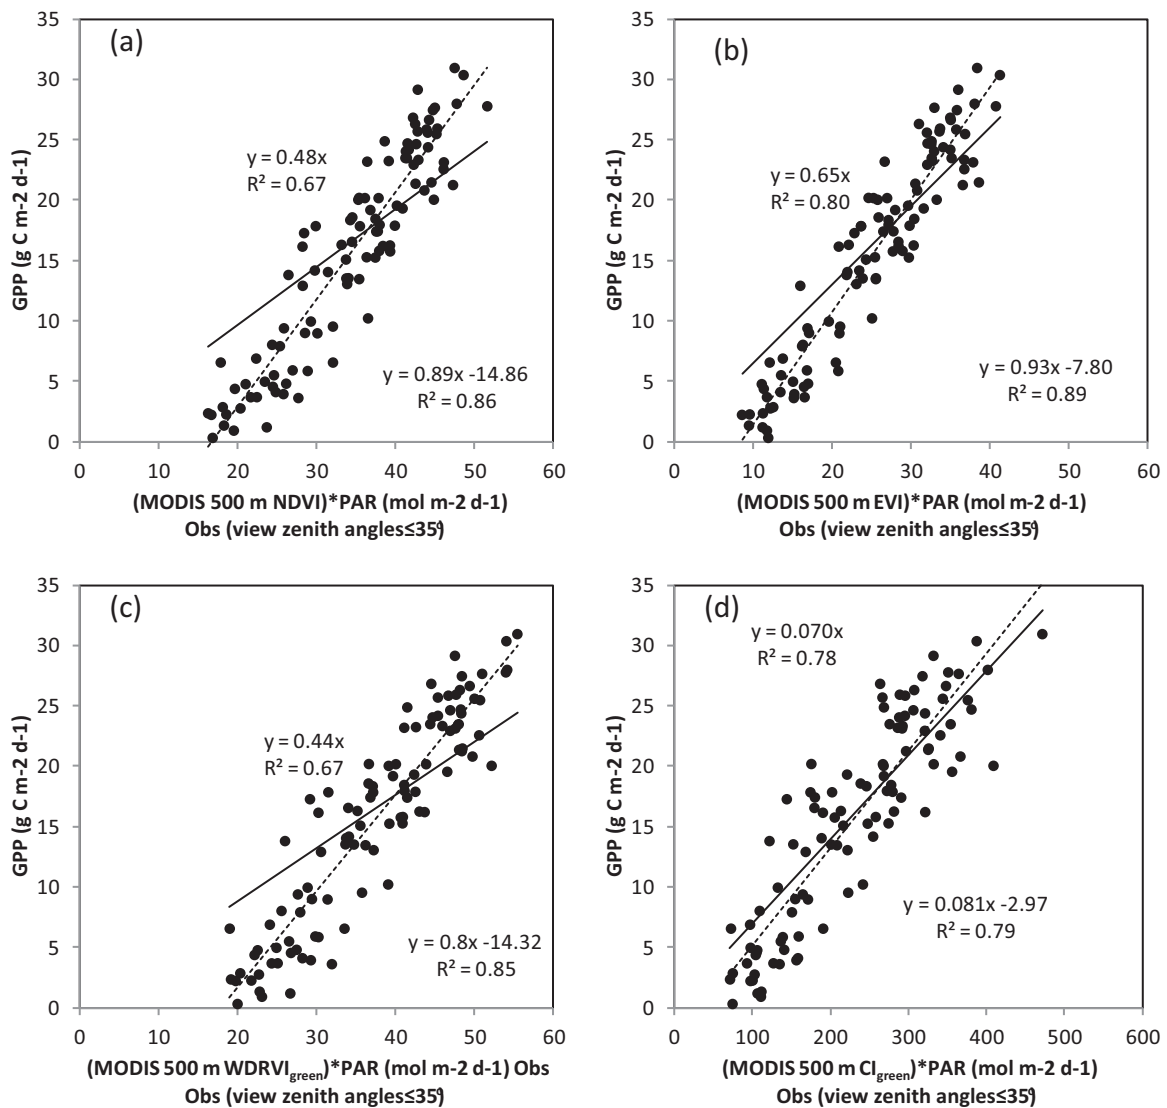 (a)
35
30
25
20
15
10
5
0
GPP (g C m-2 d-1)
y = 0.48x
R² = 0.67
y = 0.89x -14.86
R² = 0.86
0 10 20 30 40 50 60
(MODIS 500 m NDVI)*PAR (mol m-2 d-1)
Obs (view zenith angles≤35°)
(b)
35
30
25
20
15
10
5
0
GPP (g C m-2 d-1)
y = 0.65x
R² = 0.80
y = 0.93x -7.80
R² = 0.89
0 10 20 30 40 50 60
(MODIS 500 m EVI)*PAR (mol m-2 d-1)
Obs (view zenith angles≤35°)
(c)
35
30
25
20
15
10
5
0
GPP (g C m-2 d-1)
y = 0.44x
R² = 0.67
y = 0.8x -14.32
R² = 0.85
0 10 20 30 40 50 60
(MODIS 500 m WDRVIgreen)*PAR (mol m-2 d-1) Obs
Obs (view zenith angles≤35°)
(d)
35
30
25
20
15
10
5
0
GPP (g C m-2 d-1)
y = 0.070x
R² = 0.78
y = 0.081x -2.97
R² = 0.79
0 100 200 300 400 500 600
(MODIS 500 m CIgreen)*PAR (mol m-2 d-1)
Obs (view zenith angles≤35°)